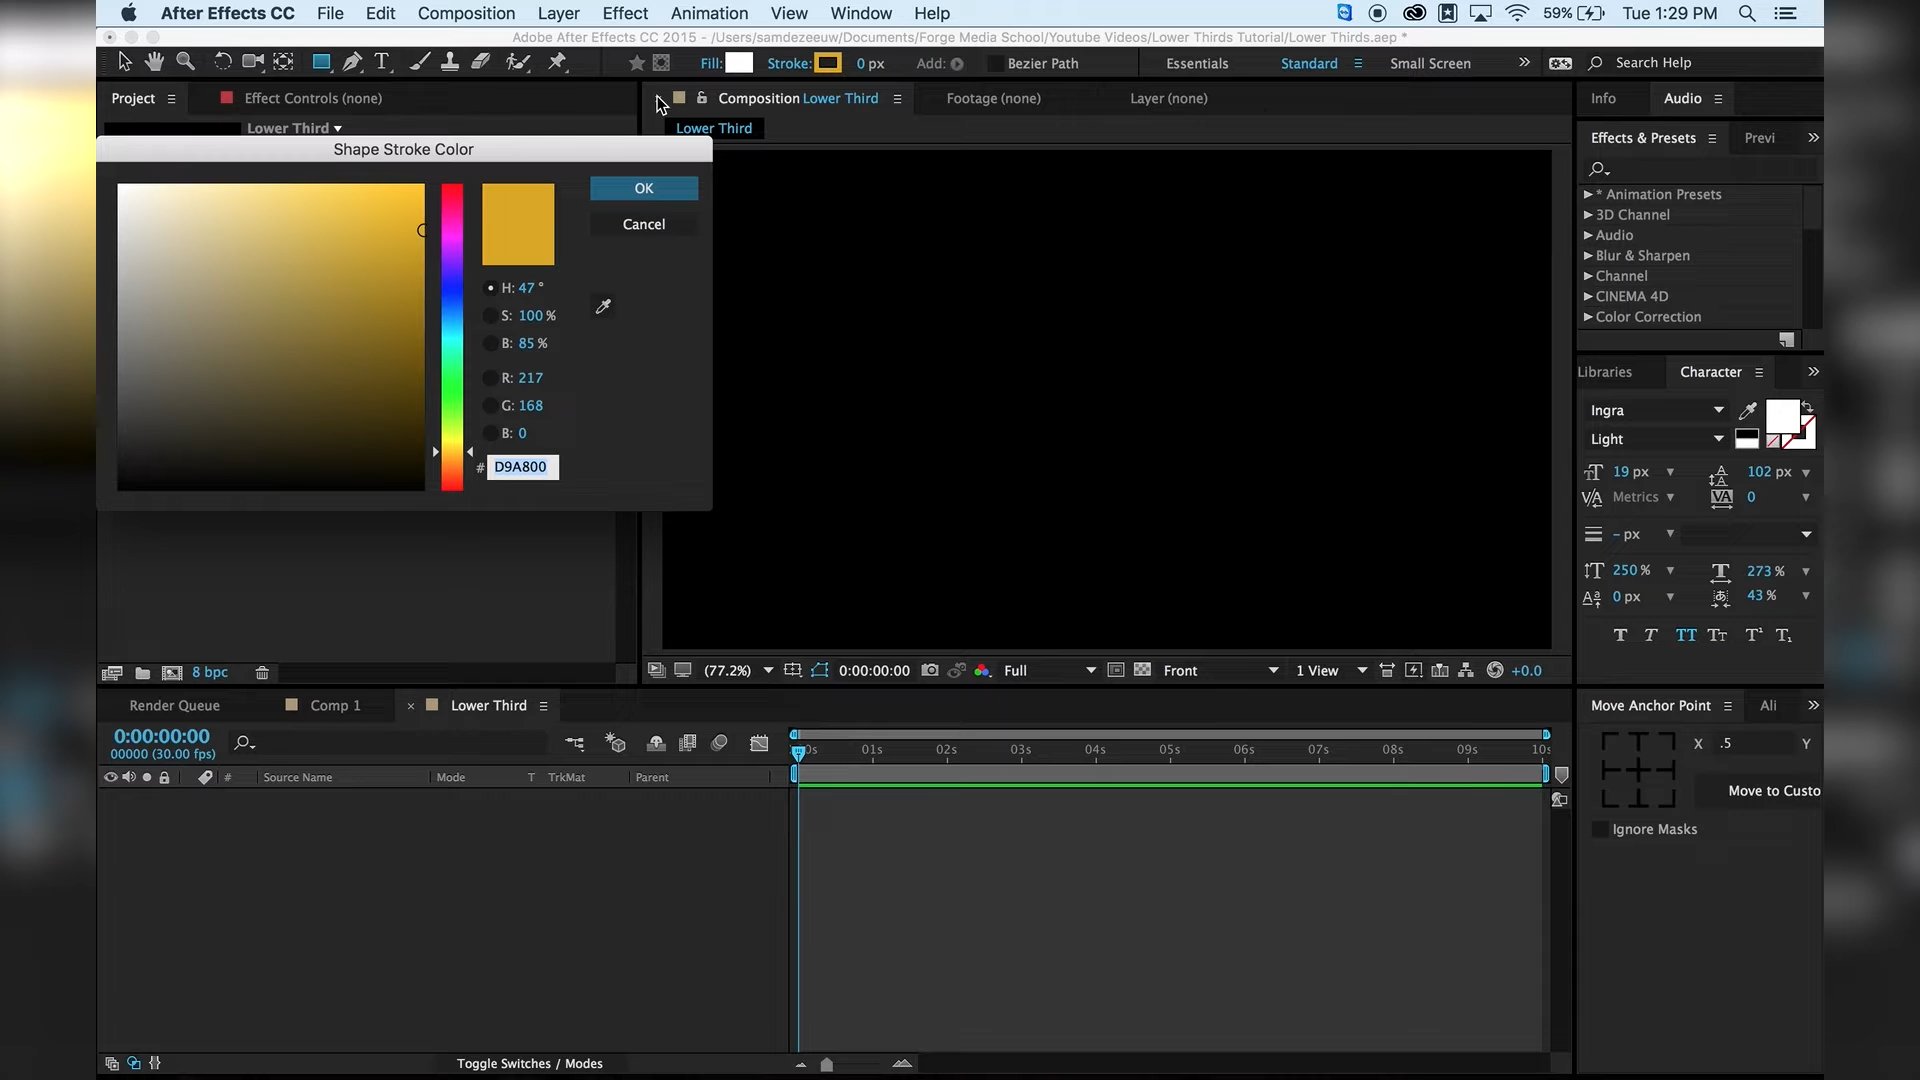 After Effects CC File Edit Composition Layer Effect Animation View Window Help 59% Tue 1:29 PM
Adobe After Effects CC 2015 - /Users/samdezeeuw/Documents/Forge Media School/Youtube Videos/Lower Thirds Tutorial/Lower Thirds.aep *
Fill: Stroke: 0 px Add: Bezier Path Essentials Standard Small Screen >> Search Help
Project Effect Controls (none) Composition Lower Third Footage (none) Layer (none) Info Audio
Lower Third Lower Third
Effects & Presets Previ >>
Shape Stroke Color
OK
Cancel
H: 47 °
S: 100 %
B: 85 %
R: 217
G: 168
B: 0
# D9A800
* Animation Presets
3D Channel
Audio
Blur & Sharpen
Channel
CINEMA 4D
Color Correction
Libraries Character >>
Ingra
Light
19 px 102 px
Metrics 0
– px
250 % 273 %
0 px 43 %
T T TT Tt T¹ T₁
8 bpc (77.2%) 0:00:00:00 Full Front 1 View +0.0
Render Queue Comp 1 × Lower Third
Move Anchor Point Ali >>
0:00:00:00
00000 (30.00 fps)
0s 01s 02s 03s 04s 05s 06s 07s 08s 09s 10s
# Source Name Mode T TrkMat Parent
X .5 Y
Move to Custo
Ignore Masks
Toggle Switches / Modes